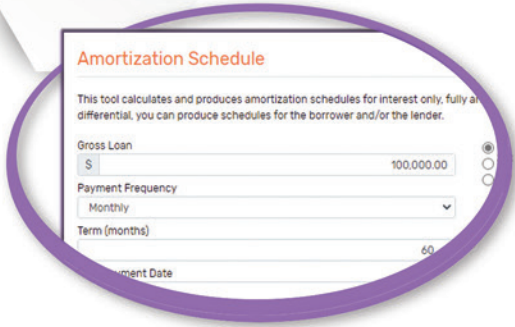 Amortization Schedule
This tool calculates and produces amortization schedules for interest only, fully
differential, you can produce schedules for the borrower and/or the lender.
Gross Loan
$ 100,000.00
Payment Frequency
Monthly
Term (months)
60
Date